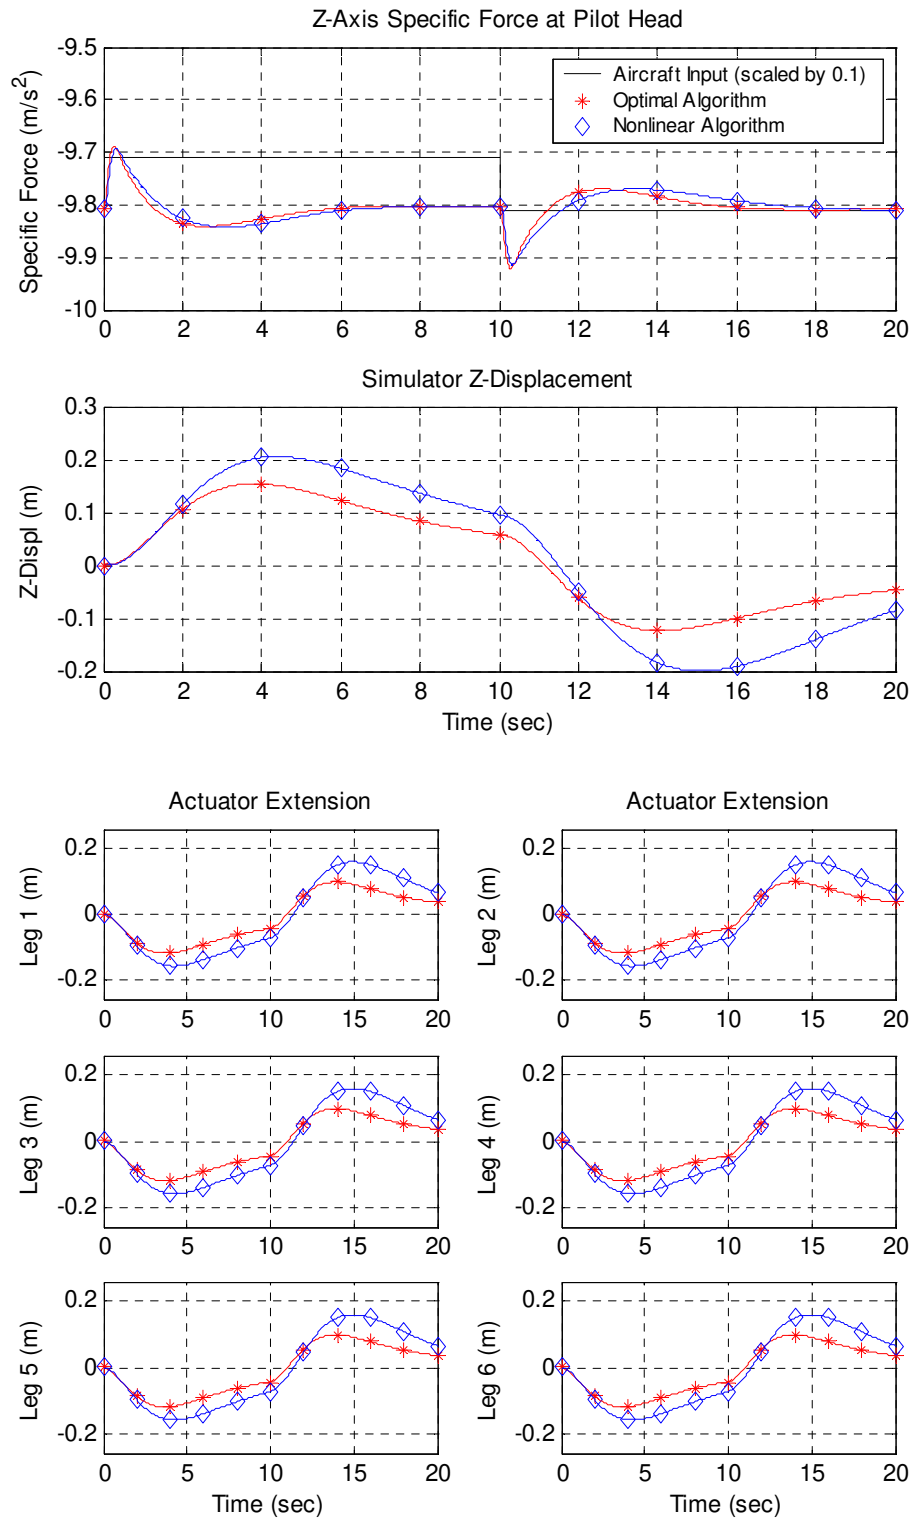 Z-Axis Specific Force at Pilot Head
-9.5
-9.6
-9.7
-9.8
-9.9
-10
Specific Force (m/s²)
Aircraft Input (scaled by 0.1)
Optimal Algorithm
Nonlinear Algorithm
0 2 4 6 8 10 12 14 16 18 20
Simulator Z-Displacement
0.3
0.2
0.1
0
-0.1
-0.2
Z-Displ (m)
0 2 4 6 8 10 12 14 16 18 20
Time (sec)
Actuator Extension
0.2
0
-0.2
Leg 1 (m)
0 5 10 15 20
Actuator Extension
0.2
0
-0.2
Leg 2 (m)
0 5 10 15 20
0.2
0
-0.2
Leg 3 (m)
0 5 10 15 20
0.2
0
-0.2
Leg 4 (m)
0 5 10 15 20
0.2
0
-0.2
Leg 5 (m)
0 5 10 15 20
Time (sec)
0.2
0
-0.2
Leg 6 (m)
0 5 10 15 20
Time (sec)